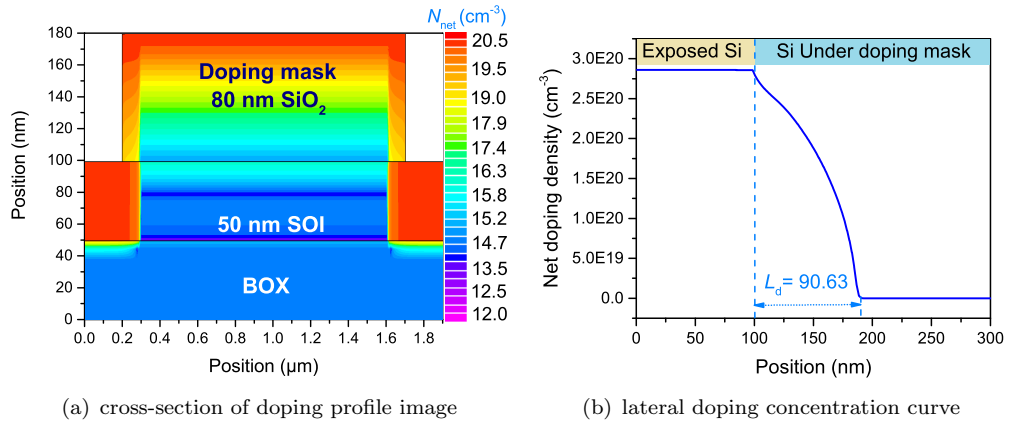 N_net (cm⁻³)
180
160
140
120
100
80
60
40
20
0
Position (nm)
Doping mask
80 nm SiO₂
50 nm SOI
BOX
20.5
19.5
19.0
17.9
17.4
16.3
15.8
15.2
14.7
13.5
12.5
12.0
0.0 0.2 0.4 0.6 0.8 1.0 1.2 1.4 1.6 1.8
Position (μm)
(a) cross-section of doping profile image
Exposed Si
Si Under doping mask
3.0E20
2.5E20
2.0E20
1.5E20
1.0E20
5.0E19
0.0
Net doping density (cm⁻³)
L_d= 90.63
0 50 100 150 200 250 300
Position (nm)
(b) lateral doping concentration curve